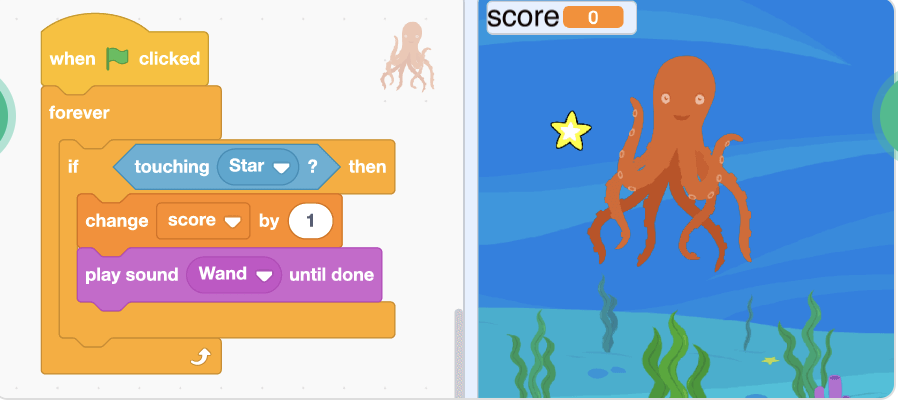 when clicked
forever
if touching Star ? then
change score by 1
play sound Wand until done
score 0